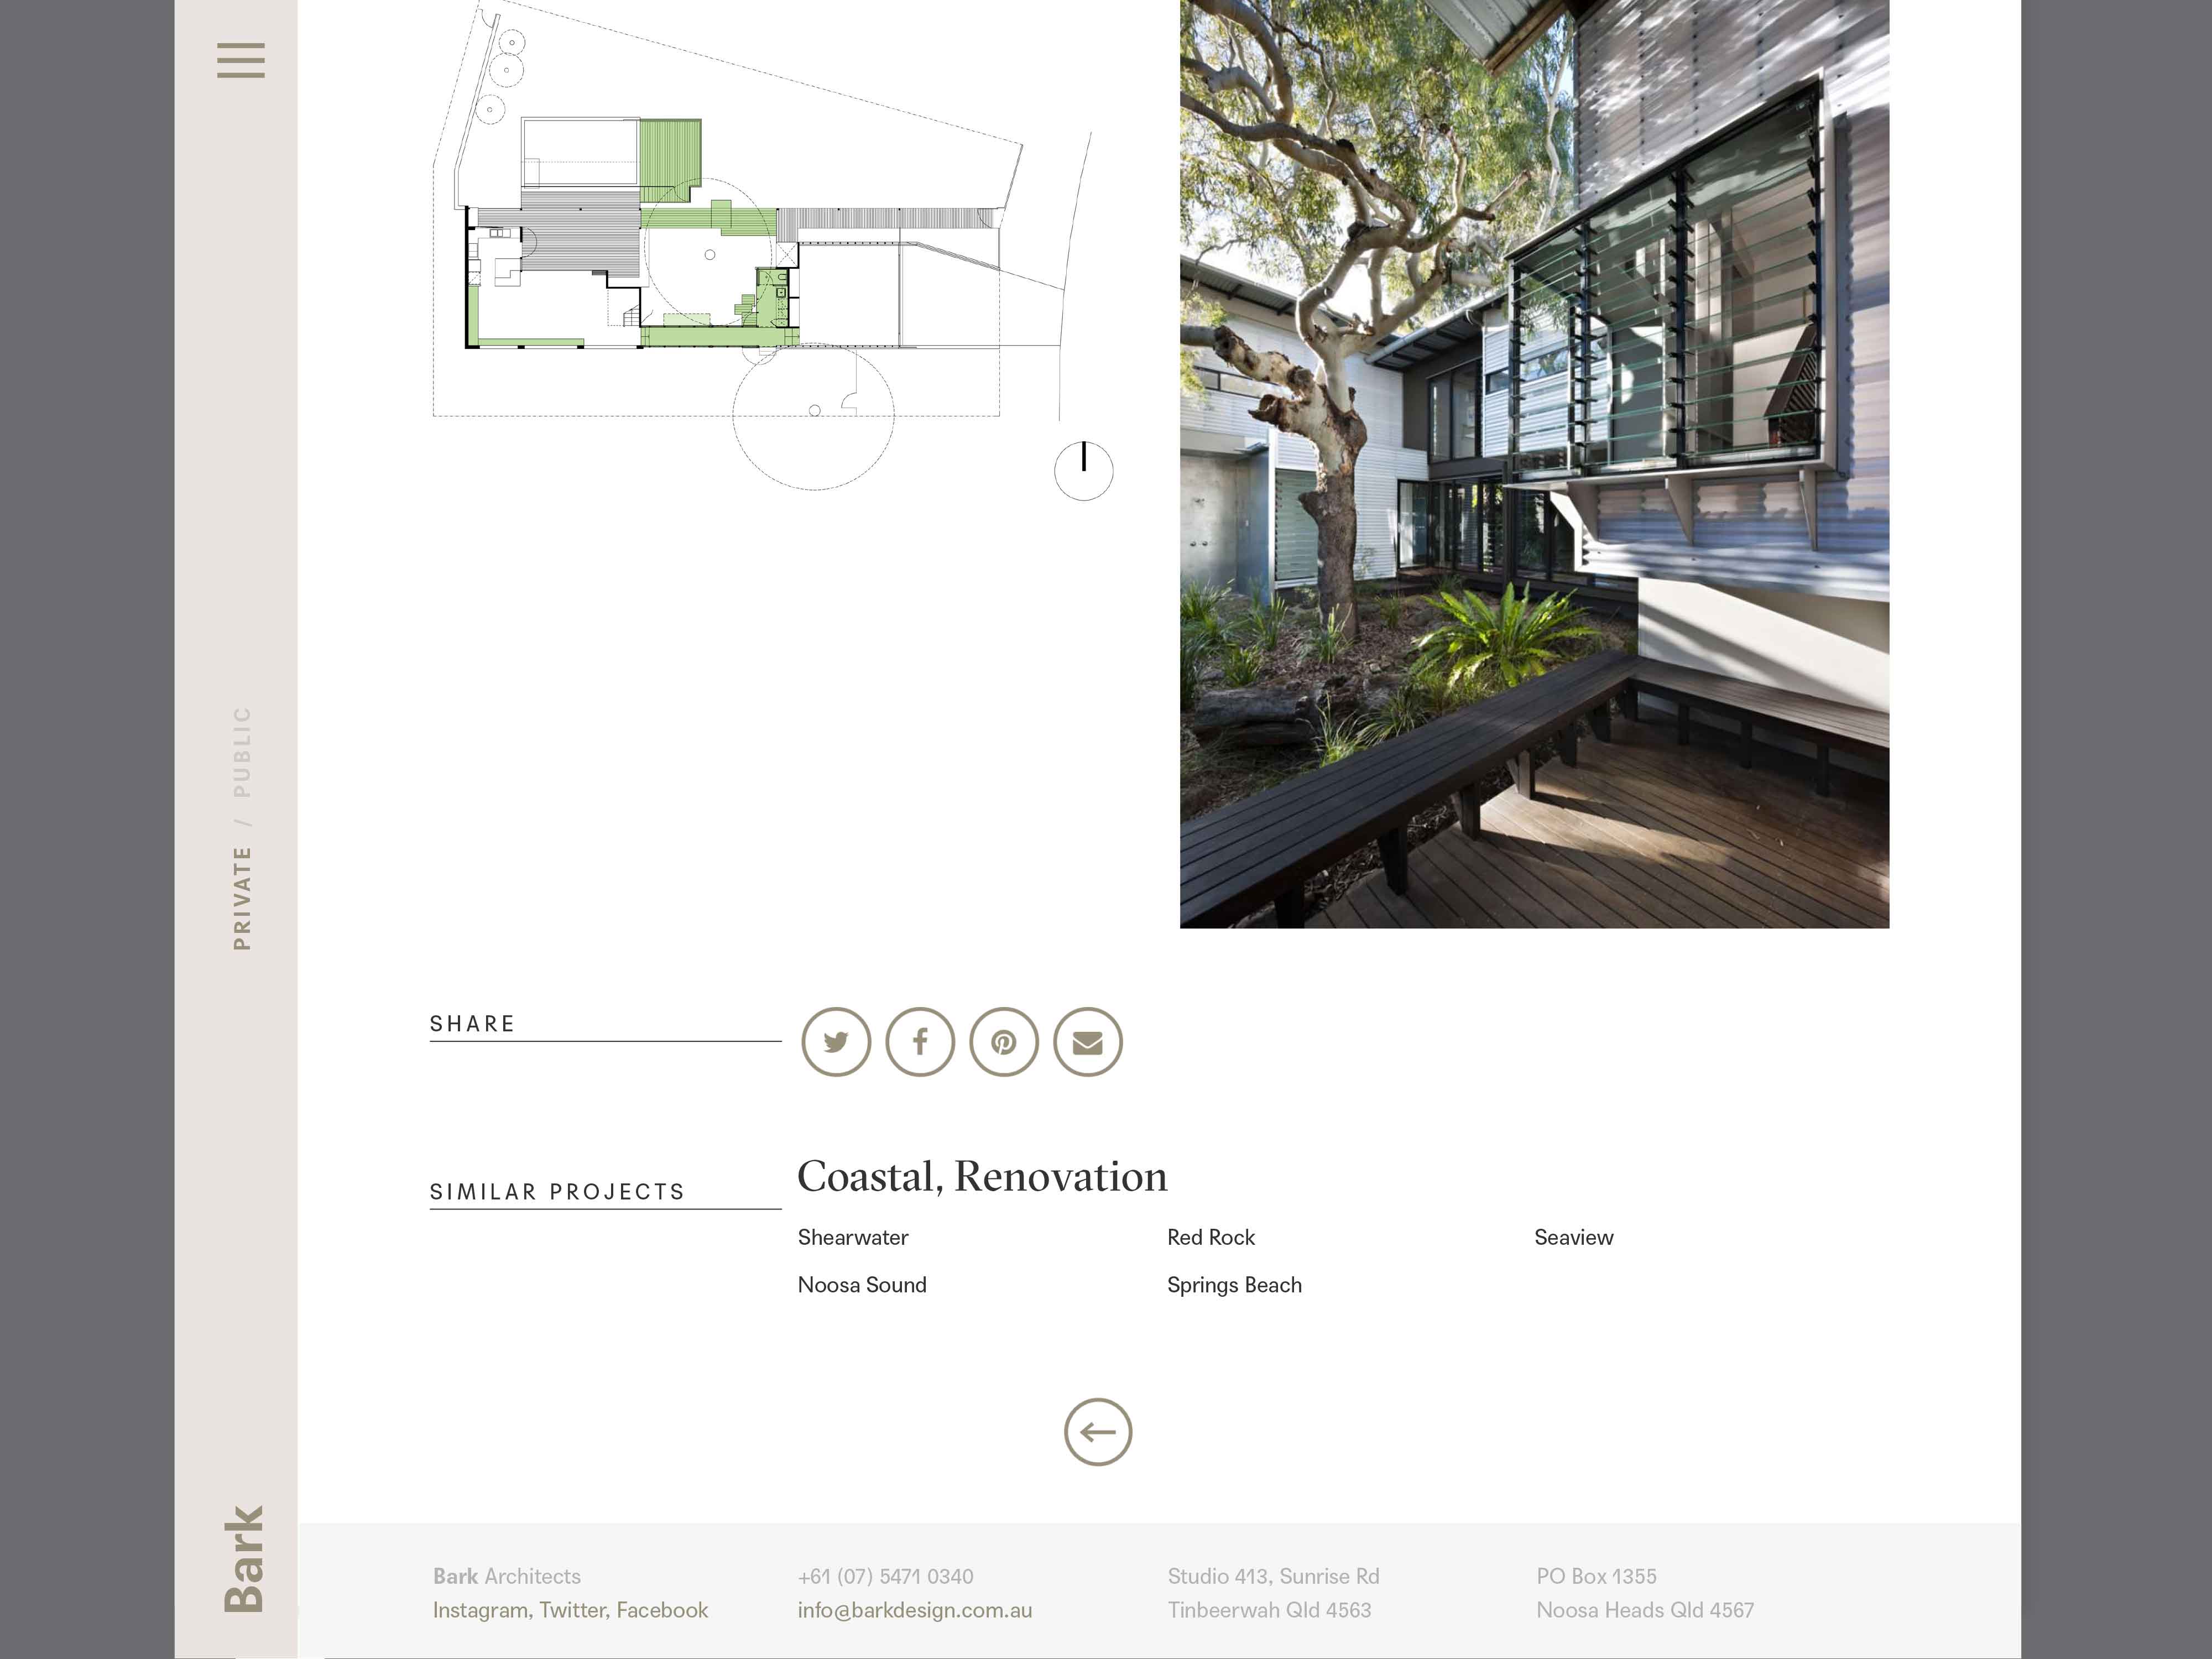 PRIVATE / PUBLIC
Bark
SHARE
SIMILAR PROJECTS
Coastal, Renovation
Shearwater
Red Rock
Seaview
Noosa Sound
Springs Beach
Bark Architects
Instagram, Twitter, Facebook
+61 (07) 5471 0340
info@barkdesign.com.au
Studio 413, Sunrise Rd
Tinbeerwah Qld 4563
PO Box 1355
Noosa Heads Qld 4567